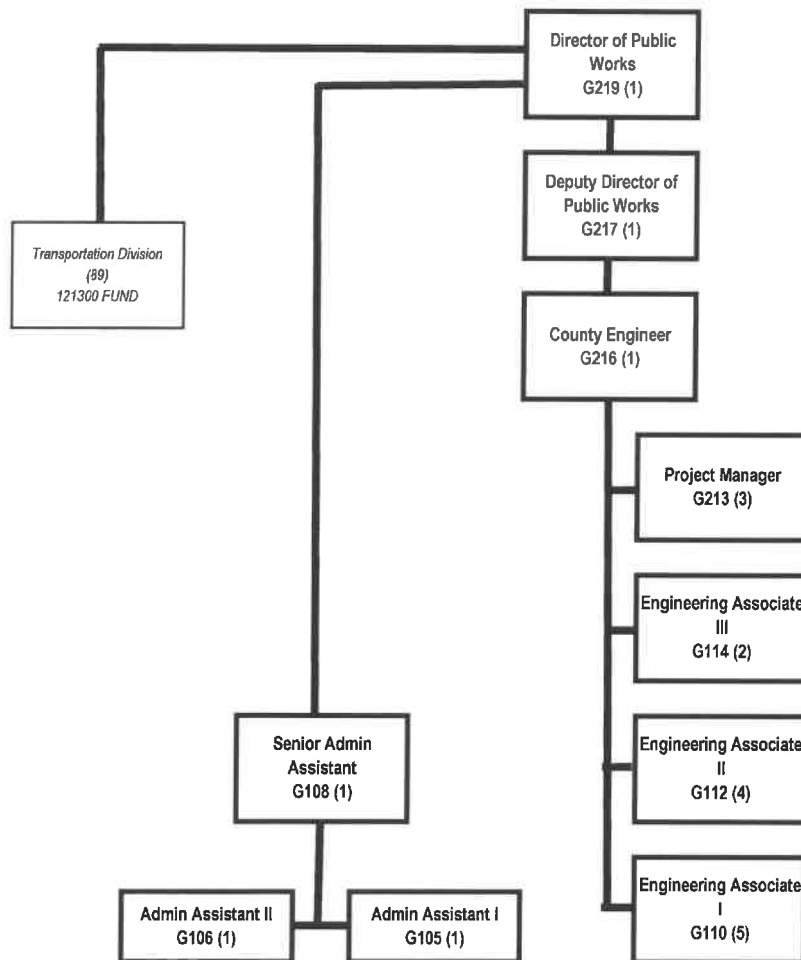 Director of Public
Works
G219 (1)
Deputy Director of
Public Works
G217 (1)
Transportation Division
(89)
121300 FUND
County Engineer
G216 (1)
Project Manager
G213 (3)
Engineering Associate
III
G114 (2)
Senior Admin
Assistant
G108 (1)
Engineering Associate
II
G112 (4)
Engineering Associate
I
G110 (5)
Admin Assistant II
G106 (1)
Admin Assistant I
G105 (1)